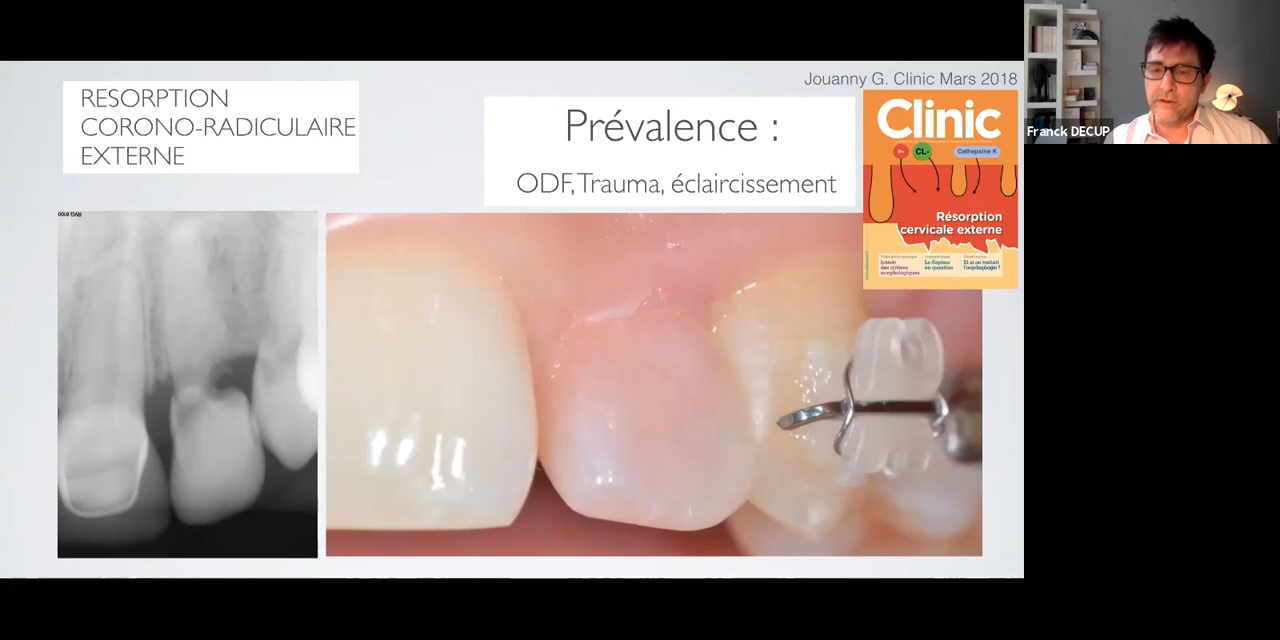 RESORPTION
CORONO-RADICULAIRE
EXTERNE
Prévalence :
ODF, Trauma, éclaircissement
Jouanny G. Clinic Mars 2018
Clinic
H+
CL-
Cathepsine K
Résorption
cervicale externe
Franck DECUP